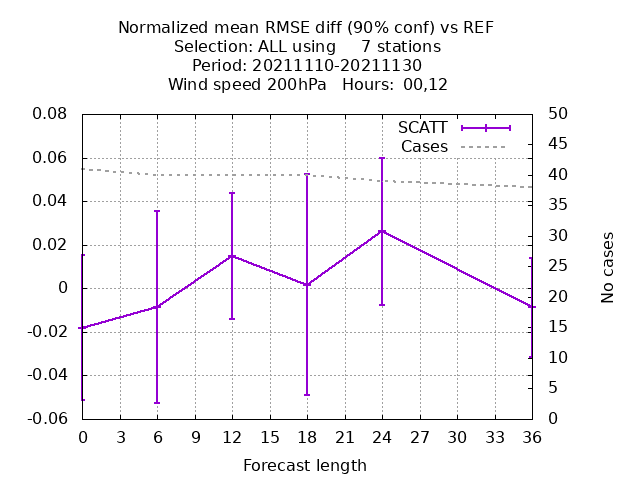 Normalized mean RMSE diff (90% conf) vs REF
Selection: ALL using     7 stations
Period: 20211110-20211130
Wind speed 200hPa   Hours:  00,12
SCATT
Cases
0.08
0.06
0.04
0.02
0
-0.02
-0.04
-0.06
50
45
40
35
30
25
20
15
10
5
0
No cases
0 3 6 9 12 15 18 21 24 27 30 33 36
Forecast length